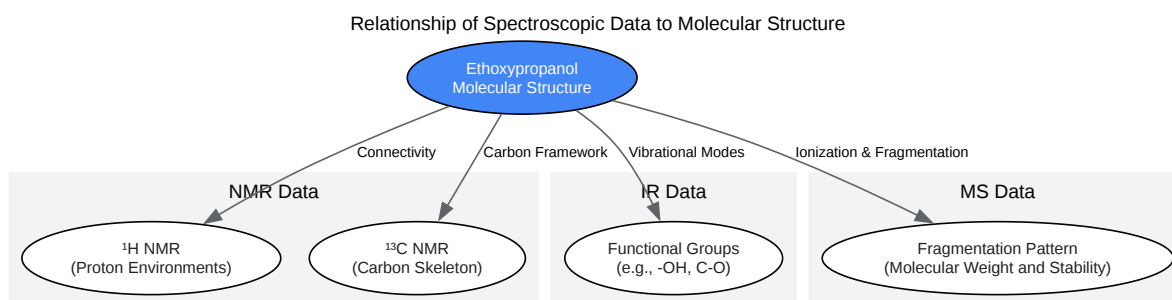 Relationship of Spectroscopic Data to Molecular Structure
Ethoxypropanol
Molecular Structure
Connectivity
Carbon Framework
Vibrational Modes
Ionization & Fragmentation
NMR Data
IR Data
MS Data
¹H NMR
(Proton Environments)
¹³C NMR
(Carbon Skeleton)
Functional Groups
(e.g., -OH, C-O)
Fragmentation Pattern
(Molecular Weight and Stability)